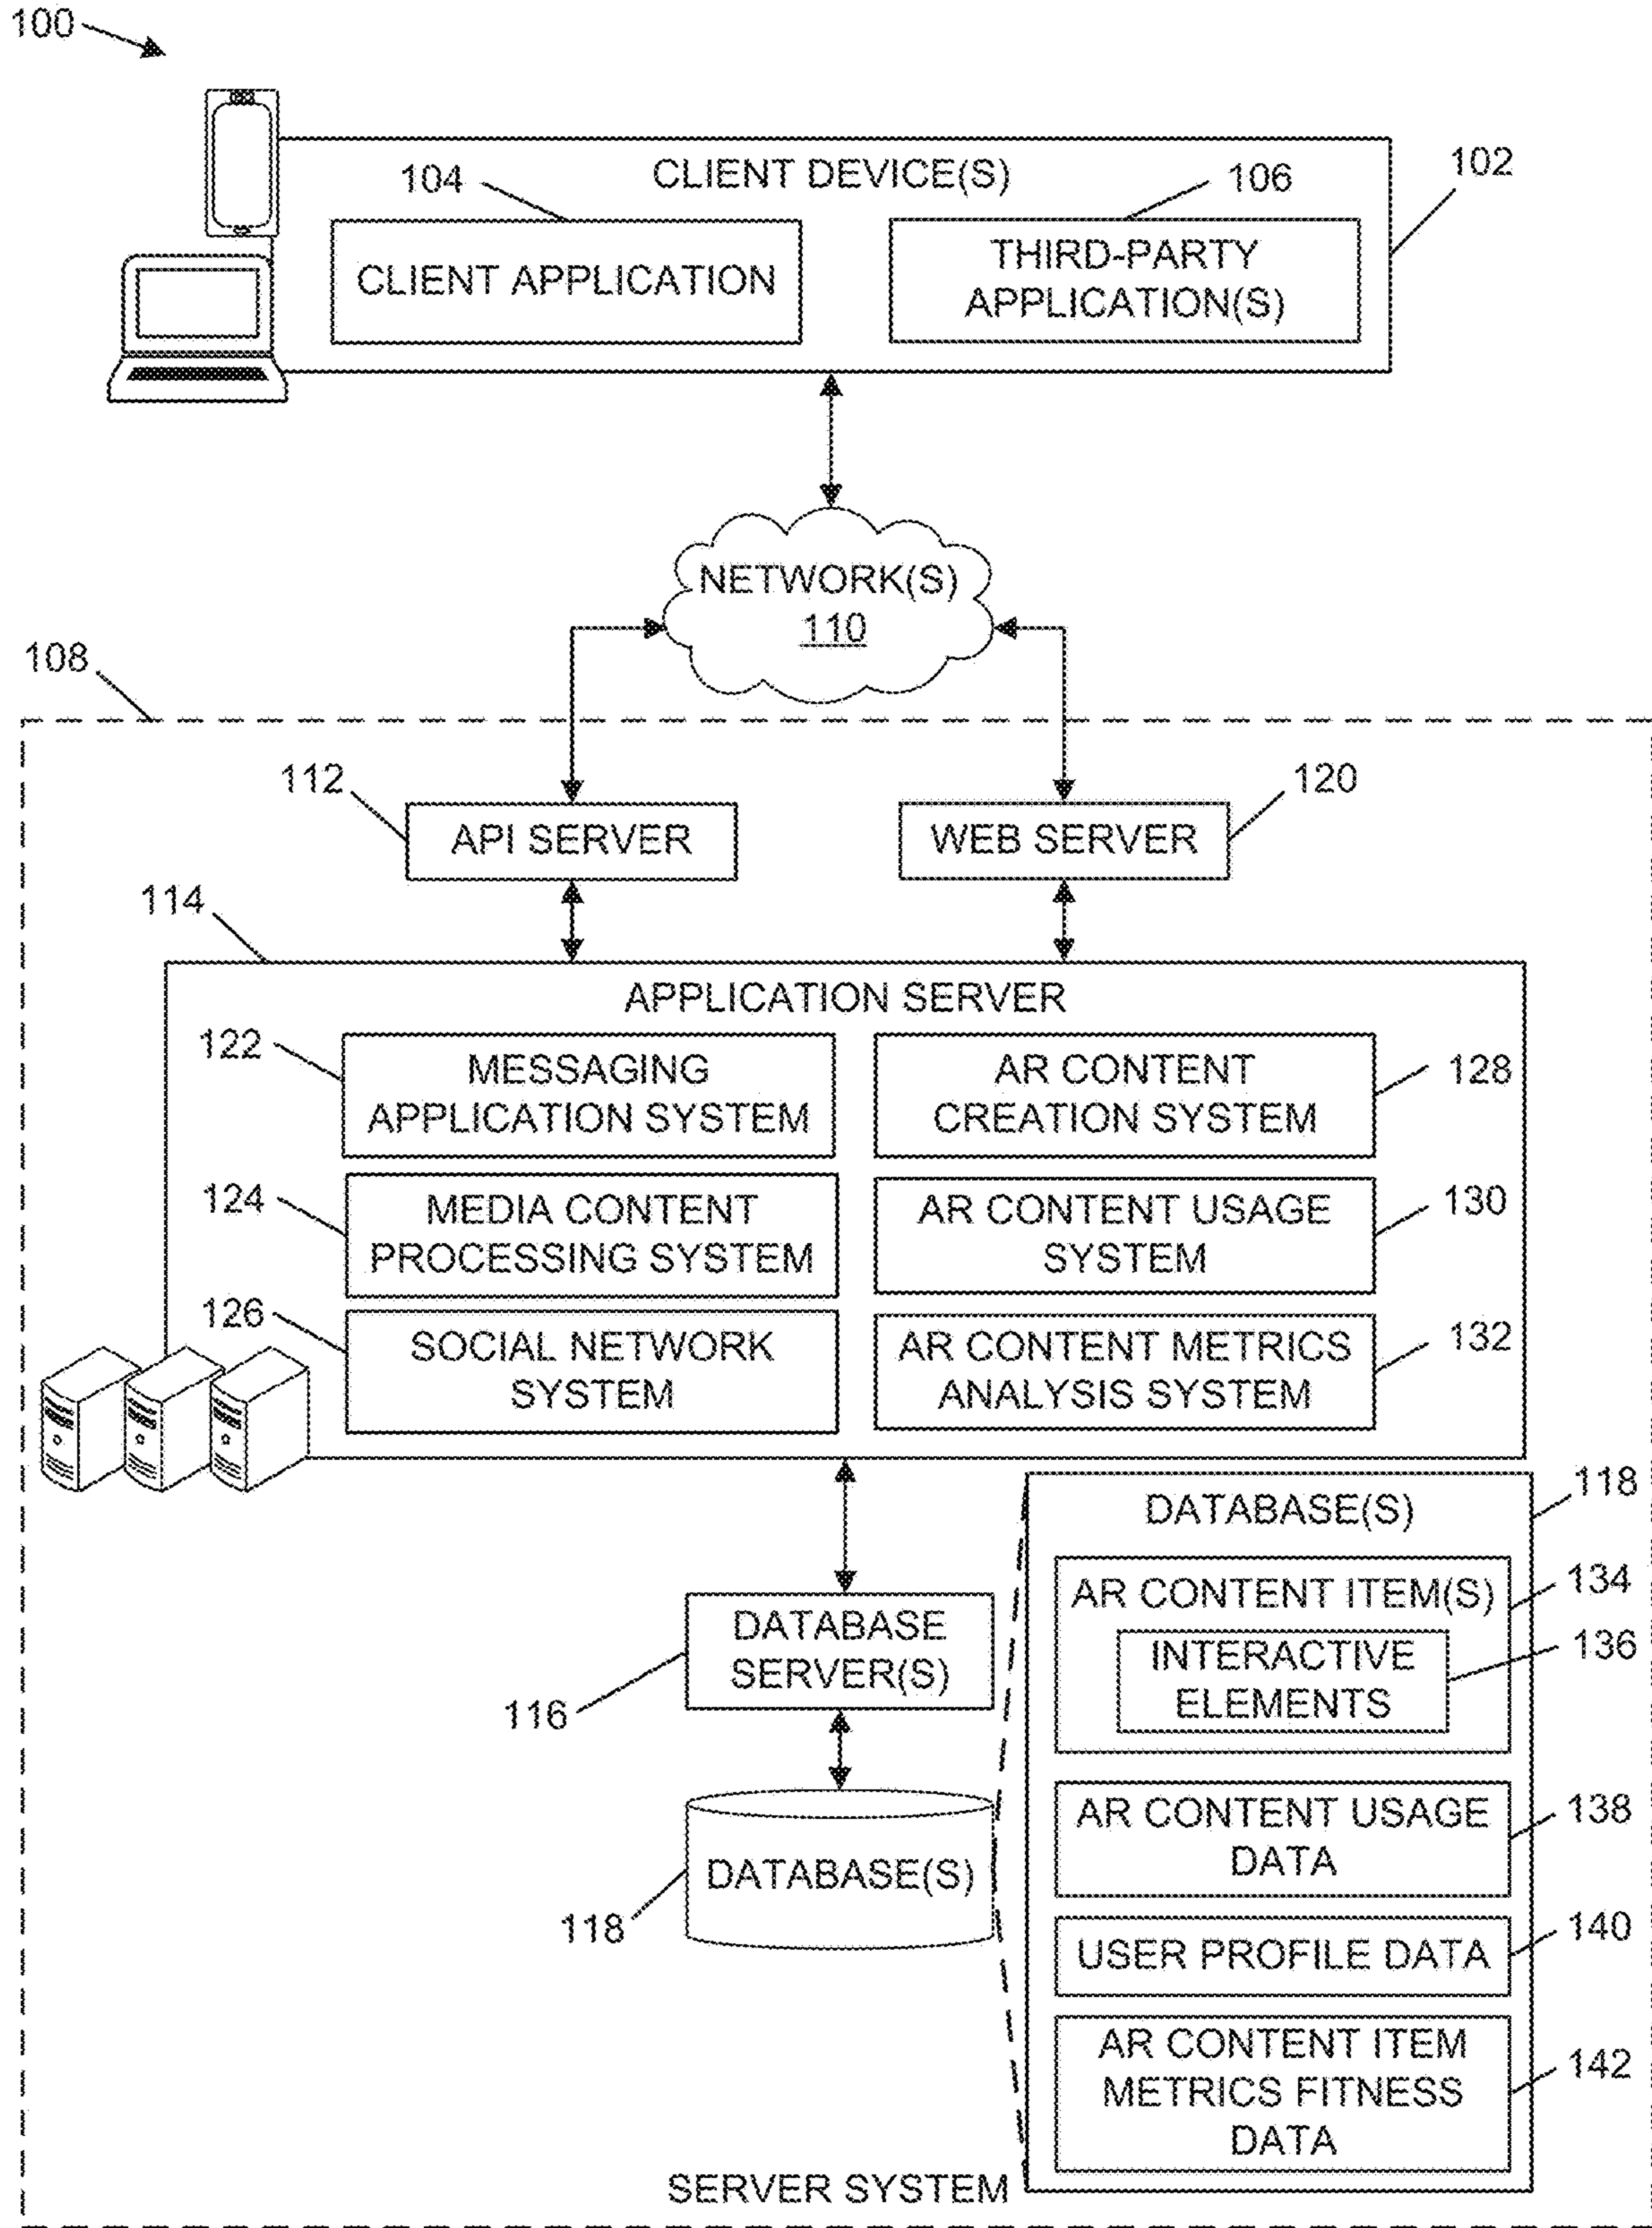 100
CLIENT DEVICE(S)
102
104
106
CLIENT APPLICATION
THIRD-PARTY
APPLICATION(S)
NETWORK(S)
110
108
112
120
API SERVER
WEB SERVER
114
APPLICATION SERVER
122
MESSAGING
APPLICATION SYSTEM
AR CONTENT
CREATION SYSTEM
128
124
MEDIA CONTENT
PROCESSING SYSTEM
AR CONTENT USAGE
SYSTEM
130
126
SOCIAL NETWORK
SYSTEM
AR CONTENT METRICS
ANALYSIS SYSTEM
132
118
DATABASE(S)
AR CONTENT ITEM(S)
134
INTERACTIVE
ELEMENTS
136
DATABASE
SERVER(S)
116
AR CONTENT USAGE
DATA
138
DATABASE(S)
118
USER PROFILE DATA
140
AR CONTENT ITEM
METRICS FITNESS
DATA
142
SERVER SYSTEM